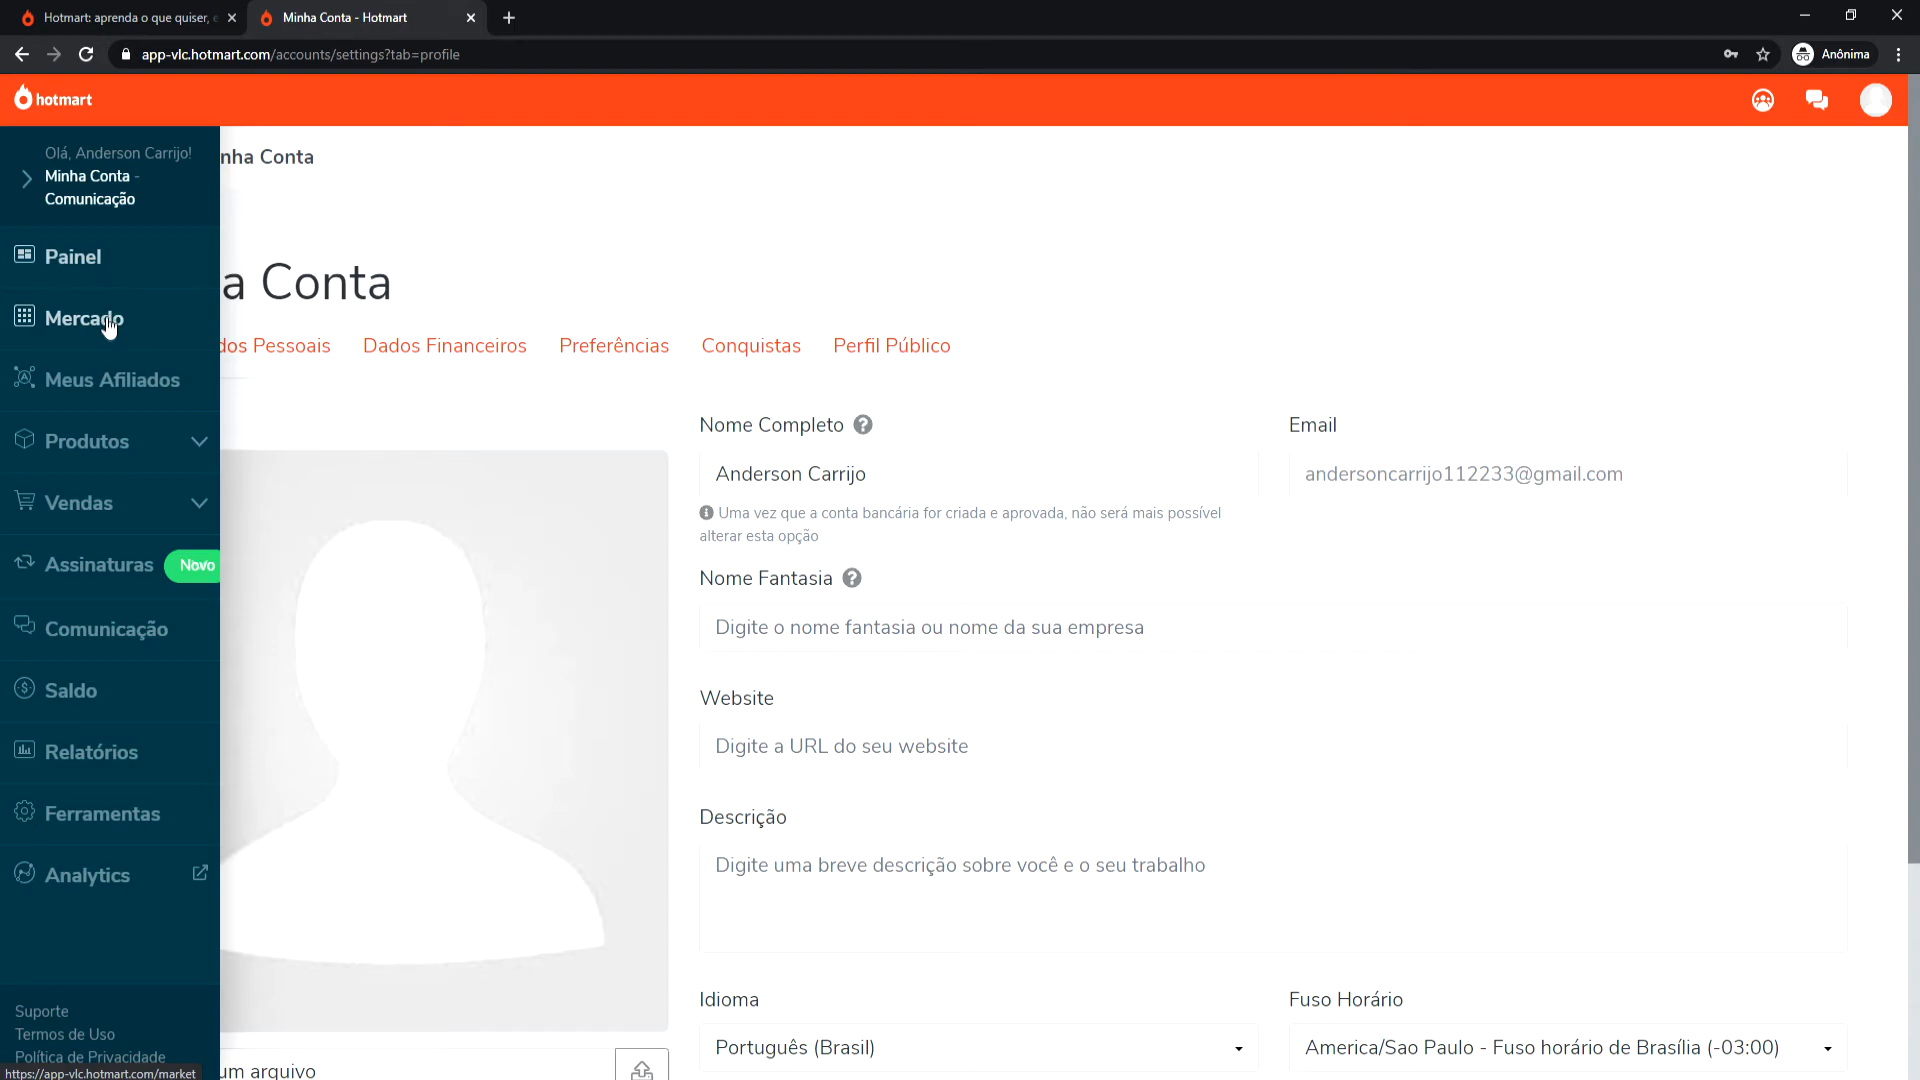 Hotmart: aprenda o que quiser, e
Minha Conta - Hotmart
app-vlc.hotmart.com/accounts/settings?tab=profile
Anônima
hotmart
Olá, Anderson Carrijo!
Minha Conta -
Comunicação
nha Conta
Painel
a Conta
Mercado
dos Pessoais
Dados Financeiros
Preferências
Conquistas
Perfil Público
Meus Afiliados
Produtos
Vendas
Assinaturas
Novo
Comunicação
Saldo
Relatórios
Ferramentas
Analytics
Suporte
Termos de Uso
Política de Privacidade
https://app-vlc.hotmart.com/market
um arquivo
Nome Completo
Anderson Carrijo
Uma vez que a conta bancária for criada e aprovada, não será mais possível
alterar esta opção
Email
andersoncarrijo112233@gmail.com
Nome Fantasia
Digite o nome fantasia ou nome da sua empresa
Website
Digite a URL do seu website
Descrição
Digite uma breve descrição sobre você e o seu trabalho
Idioma
Português (Brasil)
Fuso Horário
America/Sao Paulo - Fuso horário de Brasília (-03:00)